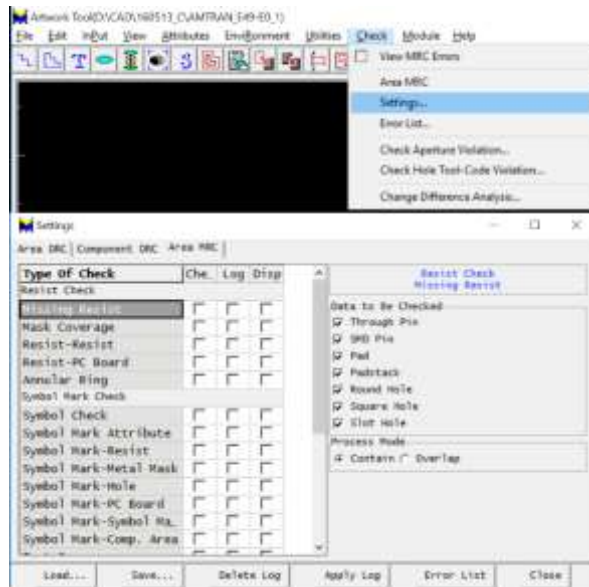 Artwork Tool(D:\CAD\160513_C\AMTRAN_E49-E0_1)
File Edit InPut View Attributes Environment Utilities Check Module Help
View MRC Errors
Area MRC
Settings...
Error List...
Check Aperture Violation...
Check Hole Tool-Code Violation...
Change Difference Analysis...
Settings
Area DRC Component DRC Area MRC
Type Of Check Che. Log Disp
Resist Check
Missing Resist
Mask Coverage
Resist-Resist
Resist-PC Board
Annular Ring
Symbol Mark Check
Symbol Check
Symbol Mark Attribute
Symbol Mark-Resist
Symbol Mark-Metal Mask
Symbol Mark-Hole
Symbol Mark-PC Board
Symbol Mark-Symbol Ma_
Symbol Mark-Comp. Area
Resist Check
Missing Resist
Data to Be Checked
Through Pin
SMD Pin
Pad
Padstack
Round Hole
Square Hole
Slot Hole
Process Mode
Contain Overlap
Load... Save... Delete Log Apply Log Error List Close